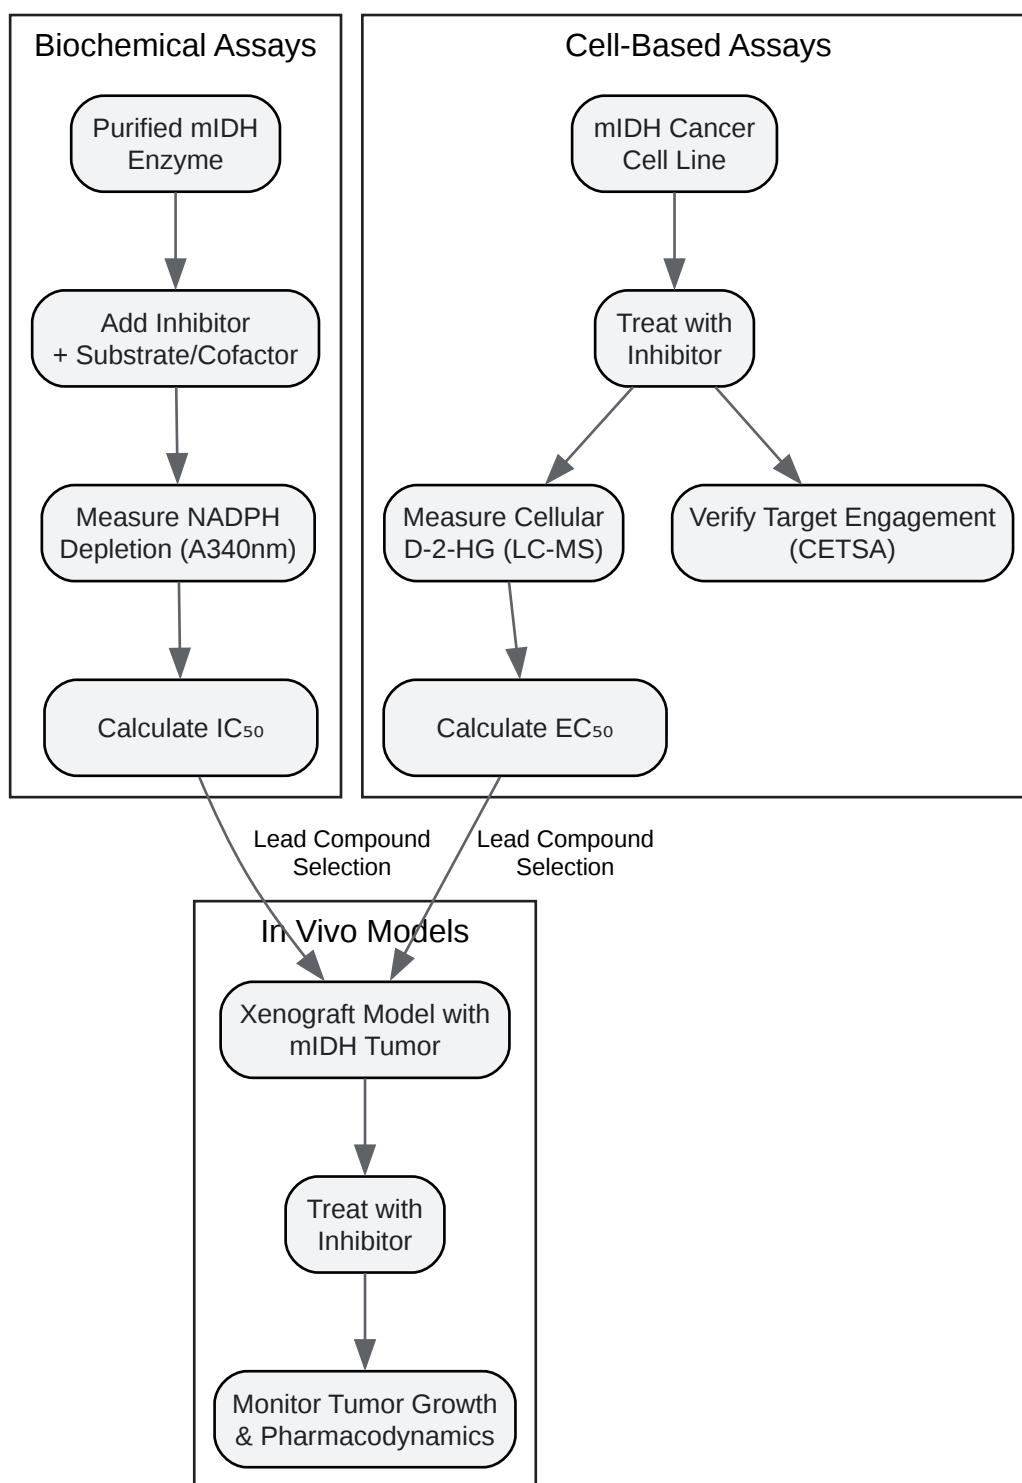 Biochemical Assays
Purified mIDH
Enzyme
Add Inhibitor
+ Substrate/Cofactor
Measure NADPH
Depletion (A340nm)
Calculate IC₅₀
Cell-Based Assays
mIDH Cancer
Cell Line
Treat with
Inhibitor
Measure Cellular
D-2-HG (LC-MS)
Verify Target Engagement
(CETSA)
Calculate EC₅₀
Lead Compound
Selection
Lead Compound
Selection
In Vivo Models
Xenograft Model with
mIDH Tumor
Treat with
Inhibitor
Monitor Tumor Growth
& Pharmacodynamics